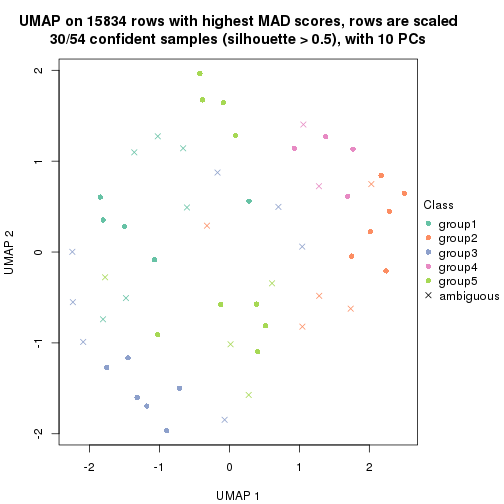 UMAP on 15834 rows with highest MAD scores, rows are scaled
30/54 confident samples (silhouette > 0.5), with 10 PCs
2
1
0
-1
-2
UMAP 2
-2
-1
0
1
2
UMAP 1
Class
group1
group2
group3
group4
group5
ambiguous